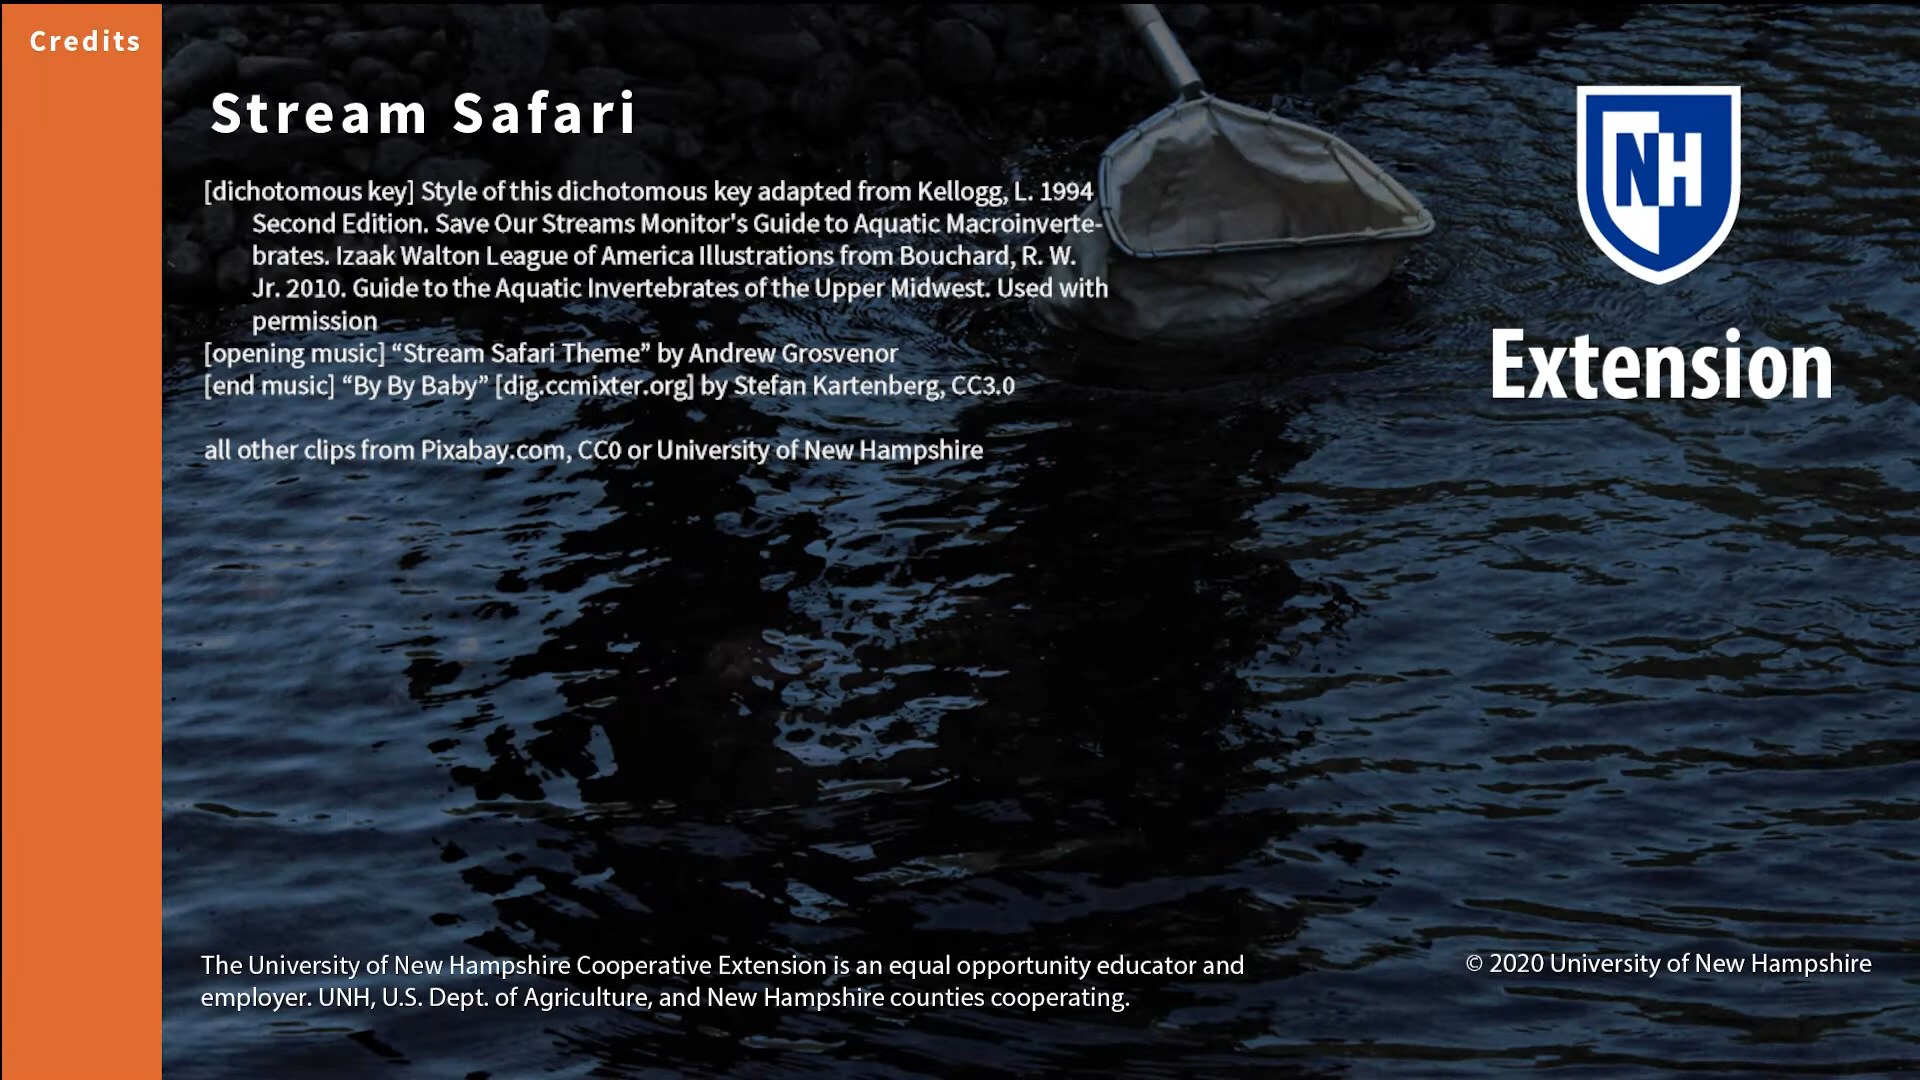 Credits
Stream Safari
[dichotomous key] Style of this dichotomous key adapted from Kellogg, L. 1994
Second Edition. Save Our Streams Monitor's Guide to Aquatic Macroinverte-
brates. Izaak Walton League of America Illustrations from Bouchard, R. W.
Jr. 2010. Guide to the Aquatic Invertebrates of the Upper Midwest. Used with
permission
[opening music] “Stream Safari Theme” by Andrew Grosvenor
[end music] “By By Baby” [dig.ccmixter.org] by Stefan Kartenberg, CC3.0
all other clips from Pixabay.com, CC0 or University of New Hampshire
NH
Extension
The University of New Hampshire Cooperative Extension is an equal opportunity educator and
employer. UNH, U.S. Dept. of Agriculture, and New Hampshire counties cooperating.
© 2020 University of New Hampshire